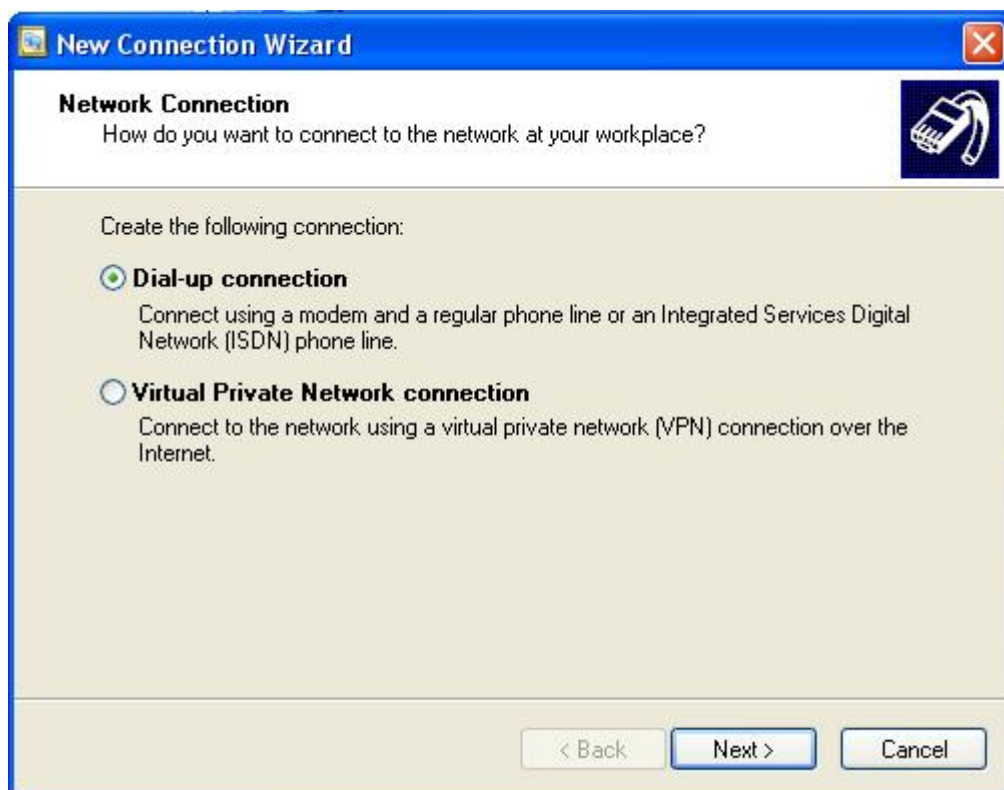 New Connection Wizard
Network Connection
How do you want to connect to the network at your workplace?
Create the following connection:
Dial-up connection
Connect using a modem and a regular phone line or an Integrated Services Digital
Network (ISDN) phone line.
Virtual Private Network connection
Connect to the network using a virtual private network (VPN) connection over the
Internet.
< Back
Next >
Cancel